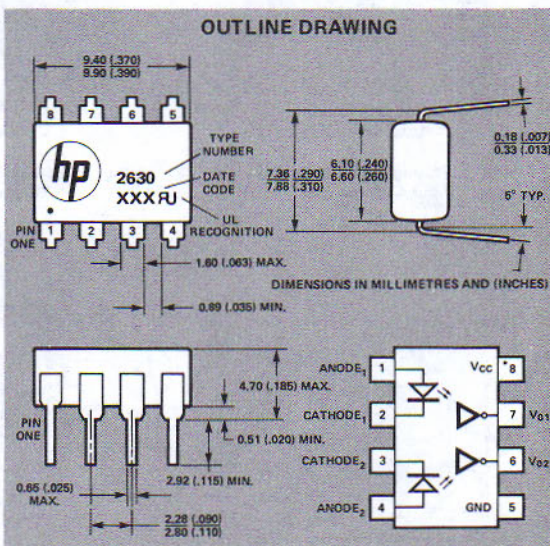 OUTLINE DRAWING
9.40 (.370)
9.90 (.390)
8 7 6 5
hp
2630
XXX RU
TYPE
NUMBER
DATE
CODE
UL
RECOGNITION
PIN
ONE
1 2 3 4
1.60 (.063) MAX.
0.89 (.035) MIN.
7.36 (.290)
7.88 (.310)
6.10 (.240)
6.60 (.260)
0.18 (.007)
0.33 (.013)
5° TYP.
DIMENSIONS IN MILLIMETRES AND (INCHES)
PIN
ONE
4.70 (.185) MAX.
0.51 (.020) MIN.
2.92 (.115) MIN.
0.65 (.025)
MAX.
2.28 (.090)
2.80 (.110)
ANODE1 1 VCC *8
CATHODE1 2 7 VO1
CATHODE2 3 6 VO2
ANODE2 4 GND 5